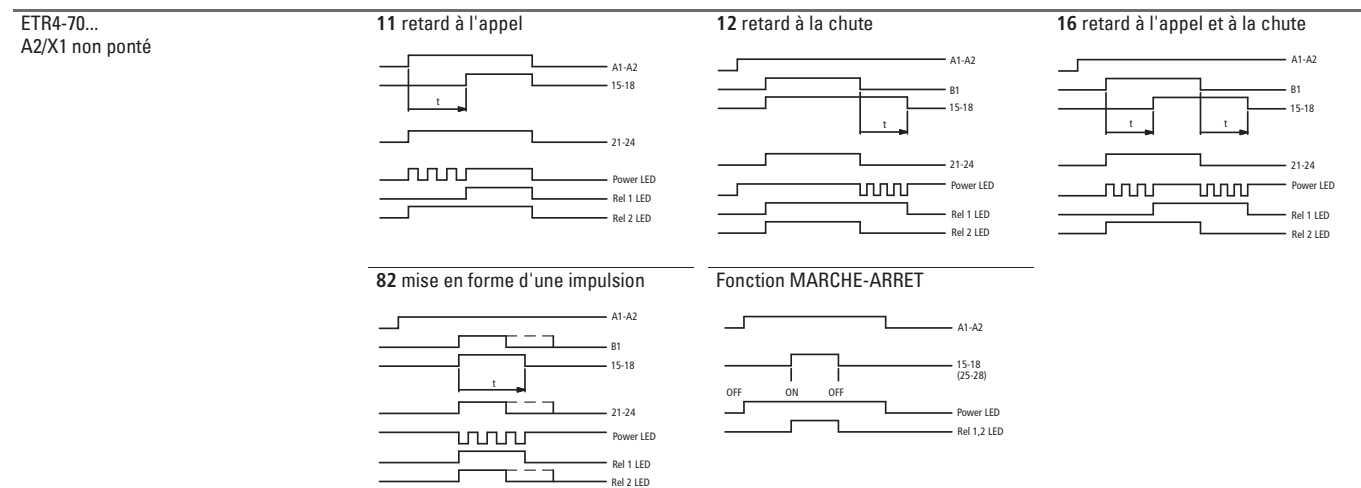 ETR4-70...
A2/X1 non ponté
11 retard à l'appel
A1-A2
15-18
t
21-24
Power LED
Rel 1 LED
Rel 2 LED
12 retard à la chute
A1-A2
B1
15-18
t
21-24
Power LED
Rel 1 LED
Rel 2 LED
16 retard à l'appel et à la chute
A1-A2
B1
15-18
t t
21-24
Power LED
Rel 1 LED
Rel 2 LED
82 mise en forme d'une impulsion
A1-A2
B1
15-18
t
21-24
Power LED
Rel 1 LED
Rel 2 LED
Fonction MARCHE-ARRET
A1-A2
15-18
(25-28)
OFF ON OFF
Power LED
Rel 1,2 LED